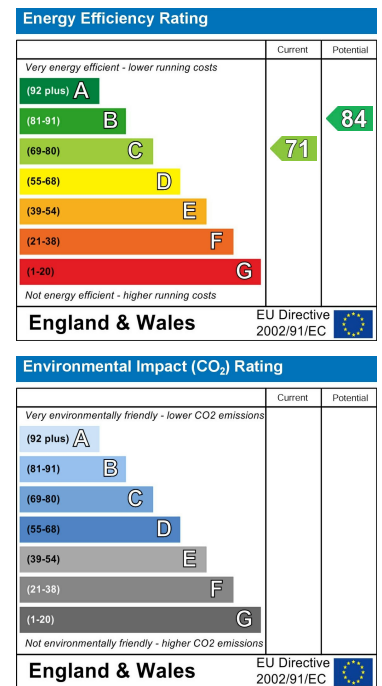 Energy Efficiency Rating
Current Potential
Very energy efficient - lower running costs
(92 plus) A
(81-91) B 84
(69-80) C 71
(55-68) D
(39-54) E
(21-38) F
(1-20) G
Not energy efficient - higher running costs
England & Wales EU Directive 2002/91/EC
Environmental Impact (CO₂) Rating
Current Potential
Very environmentally friendly - lower CO2 emissions
(92 plus) A
(81-91) B
(69-80) C
(55-68) D
(39-54) E
(21-38) F
(1-20) G
Not environmentally friendly - higher CO2 emissions
England & Wales EU Directive 2002/91/EC